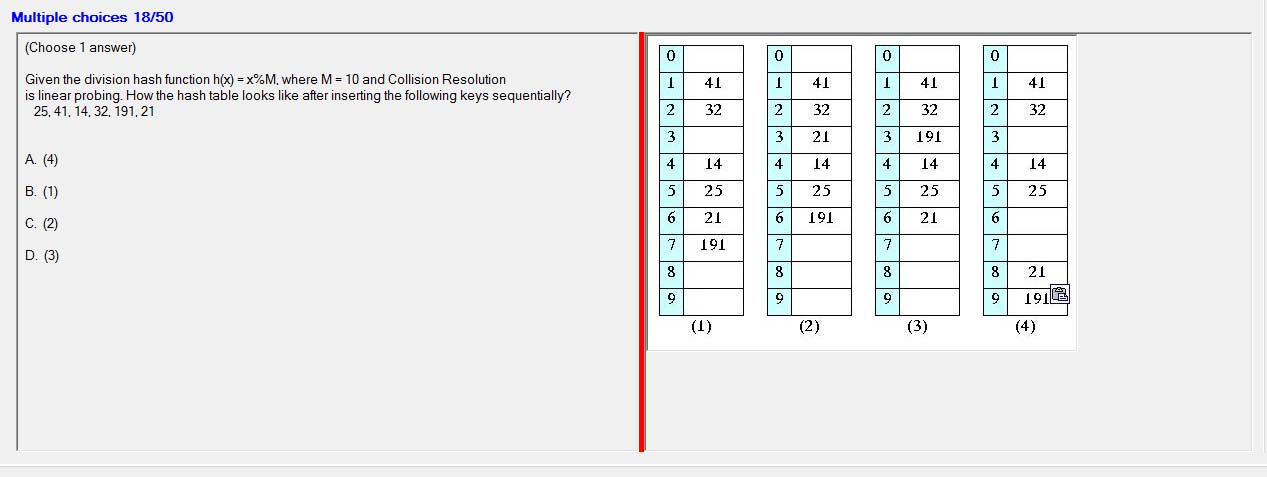 Multiple choices 18/50
(Choose 1 answer)
Given the division hash function h(x) = x%M, where M = 10 and Collision Resolution
is linear probing. How the hash table looks like after inserting the following keys sequentially?
25, 41, 14, 32, 191, 21
A. (4)
B. (1)
C. (2)
D. (3)
0 0 0 0
1 41 1 41 1 41 1 41
2 32 2 32 2 32 2 32
3 3 21 3 191 3
4 14 4 14 4 14 4 14
5 25 5 25 5 25 5 25
6 21 6 191 6 21 6
7 191 7 7 7
8 8 8 8 21
9 9 9 9 191
(1) (2) (3) (4)